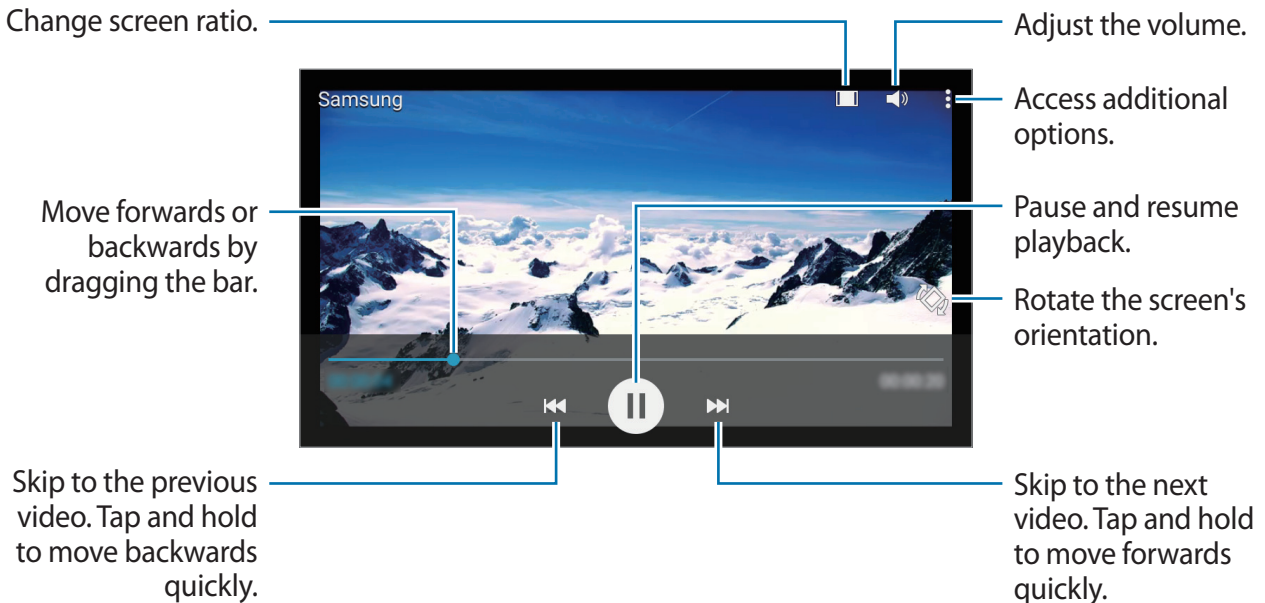 Change screen ratio.
Adjust the volume.
Samsung
Access additional
options.
Move forwards or
backwards by
dragging the bar.
Pause and resume
playback.
Rotate the screen's
orientation.
Skip to the previous
video. Tap and hold
to move backwards
quickly.
Skip to the next
video. Tap and hold
to move forwards
quickly.